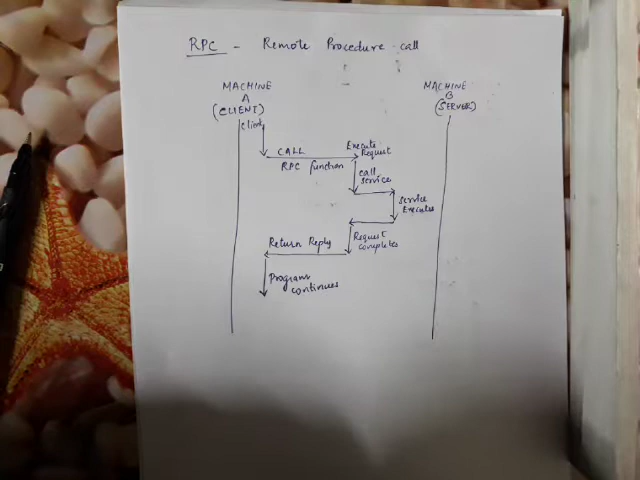 RPC - Remote Procedure call
MACHINE
A
(CLIENT)
MACHINE
B
(SERVER)
Client
CALL
RPC function
Execute
Request
call
service
service
Executes
Request
completes
Return Reply
Program
continues